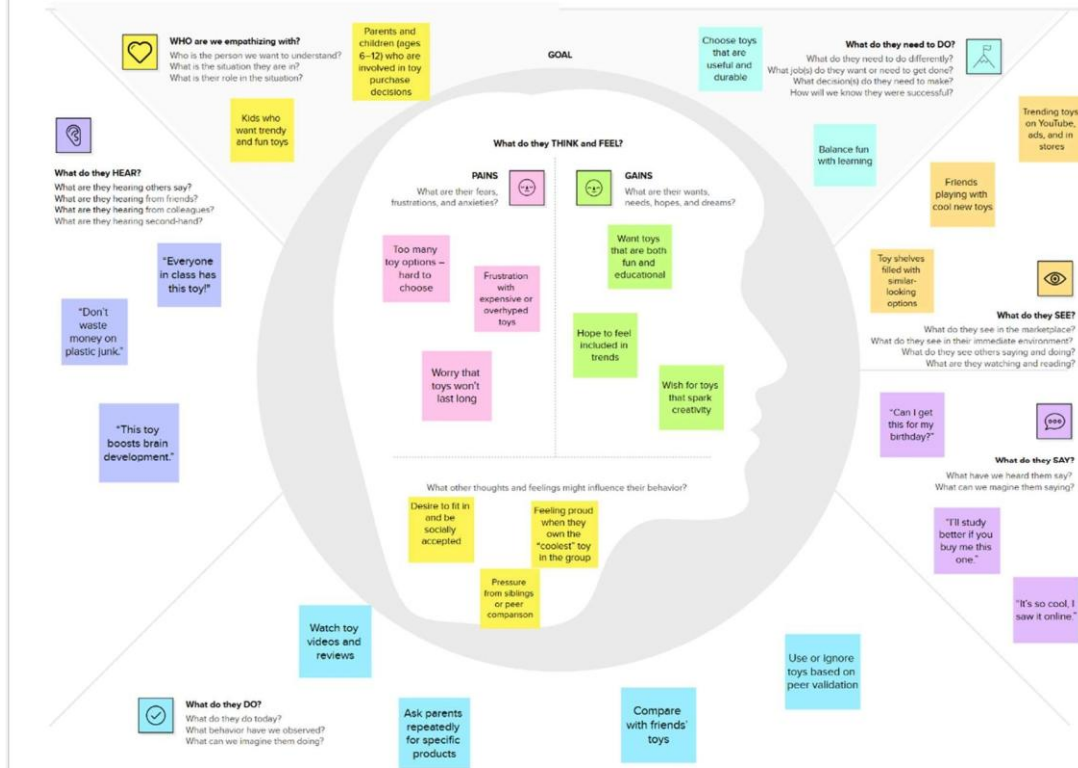 WHO are we empathizing with?
Who is the person we want to understand?
What is the situation they are in?
What is their role in the situation?
Parents and
children (ages
6–12) who are
involved in toy
purchase
decisions
Kids who
want trendy
and fun toys
GOAL
Choose toys
that are
useful and
durable
What do they need to DO?
What do they need to do differently?
What job(s) do they want or need to get done?
What decision(s) do they need to make?
How will we know they were successful?
Balance fun
with learning
What do they HEAR?
What are they hearing others say?
What are they hearing from friends?
What are they hearing from colleagues?
What are they hearing second-hand?
"Everyone
in class has
this toy!"
"Don't
waste
money on
plastic junk."
"This toy
boosts brain
development."
What do they THINK and FEEL?
PAINS
What are their fears,
frustrations, and anxieties?
Too many
toy options –
hard to
choose
Frustration
with
expensive or
overhyped
toys
Worry that
toys won't
last long
GAINS
What are their wants,
needs, hopes, and dreams?
Want toys
that are both
fun and
educational
Hope to feel
included in
trends
Wish for toys
that spark
creativity
What other thoughts and feelings might influence their behavior?
Desire to fit in
and be
socially
accepted
Feeling proud
when they
own the
"coolest" toy
in the group
Pressure
from siblings
or peer
comparison
Trending toys
on YouTube,
ads, and in
stores
Friends
playing with
cool new toys
Toy shelves
filled with
similar-
looking
options
What do they SEE?
What do they see in the marketplace?
What do they see in their immediate environment?
What do they see others saying and doing?
What are they watching and reading?
"Can I get
this for my
birthday?"
What do they SAY?
What have we heard them say?
What can we magine them saying?
"I'll study
better if you
buy me this
one."
"It's so cool, I
saw it online."
What do they DO?
What do they do today?
What behavior have we observed?
What can we imagine them doing?
Watch toy
videos and
reviews
Ask parents
repeatedly
for specific
products
Compare
with friends'
toys
Use or ignore
toys based on
peer validation